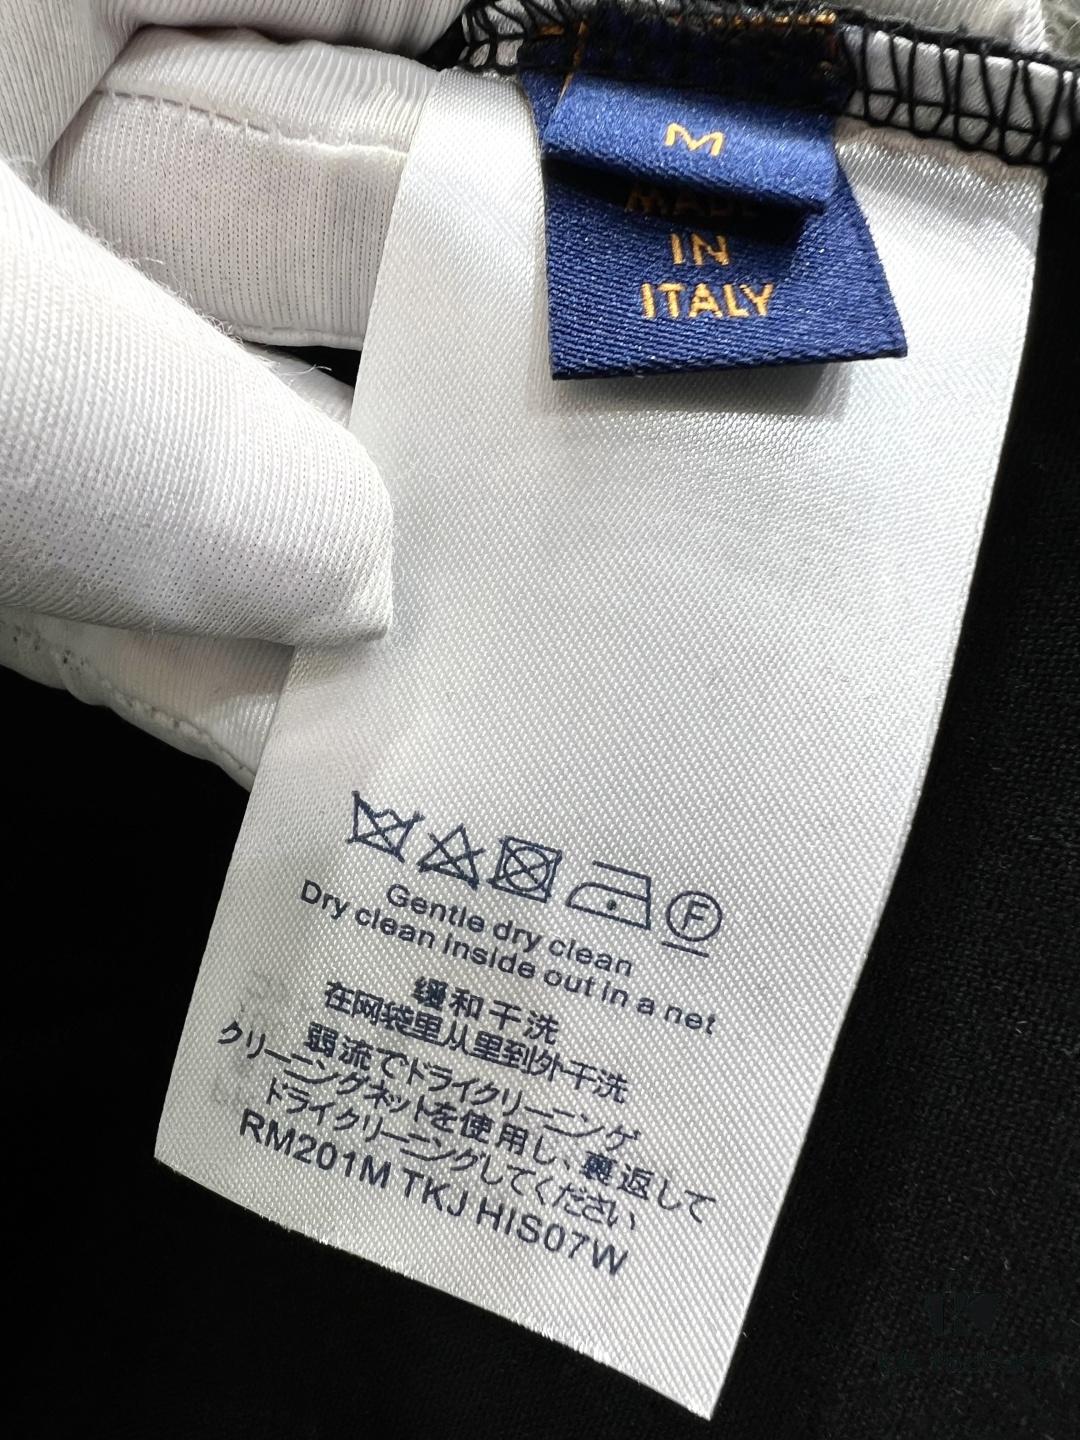 M
MADE
IN
ITALY
F
Gentle dry clean
Dry clean inside out in a net
缓和干洗
在网袋里从里到外干洗
弱流でドライクリーニング
クリーニングネットを使用し、裏返して
ドライクリーニングしてください
RM201M TKJ HIS07W